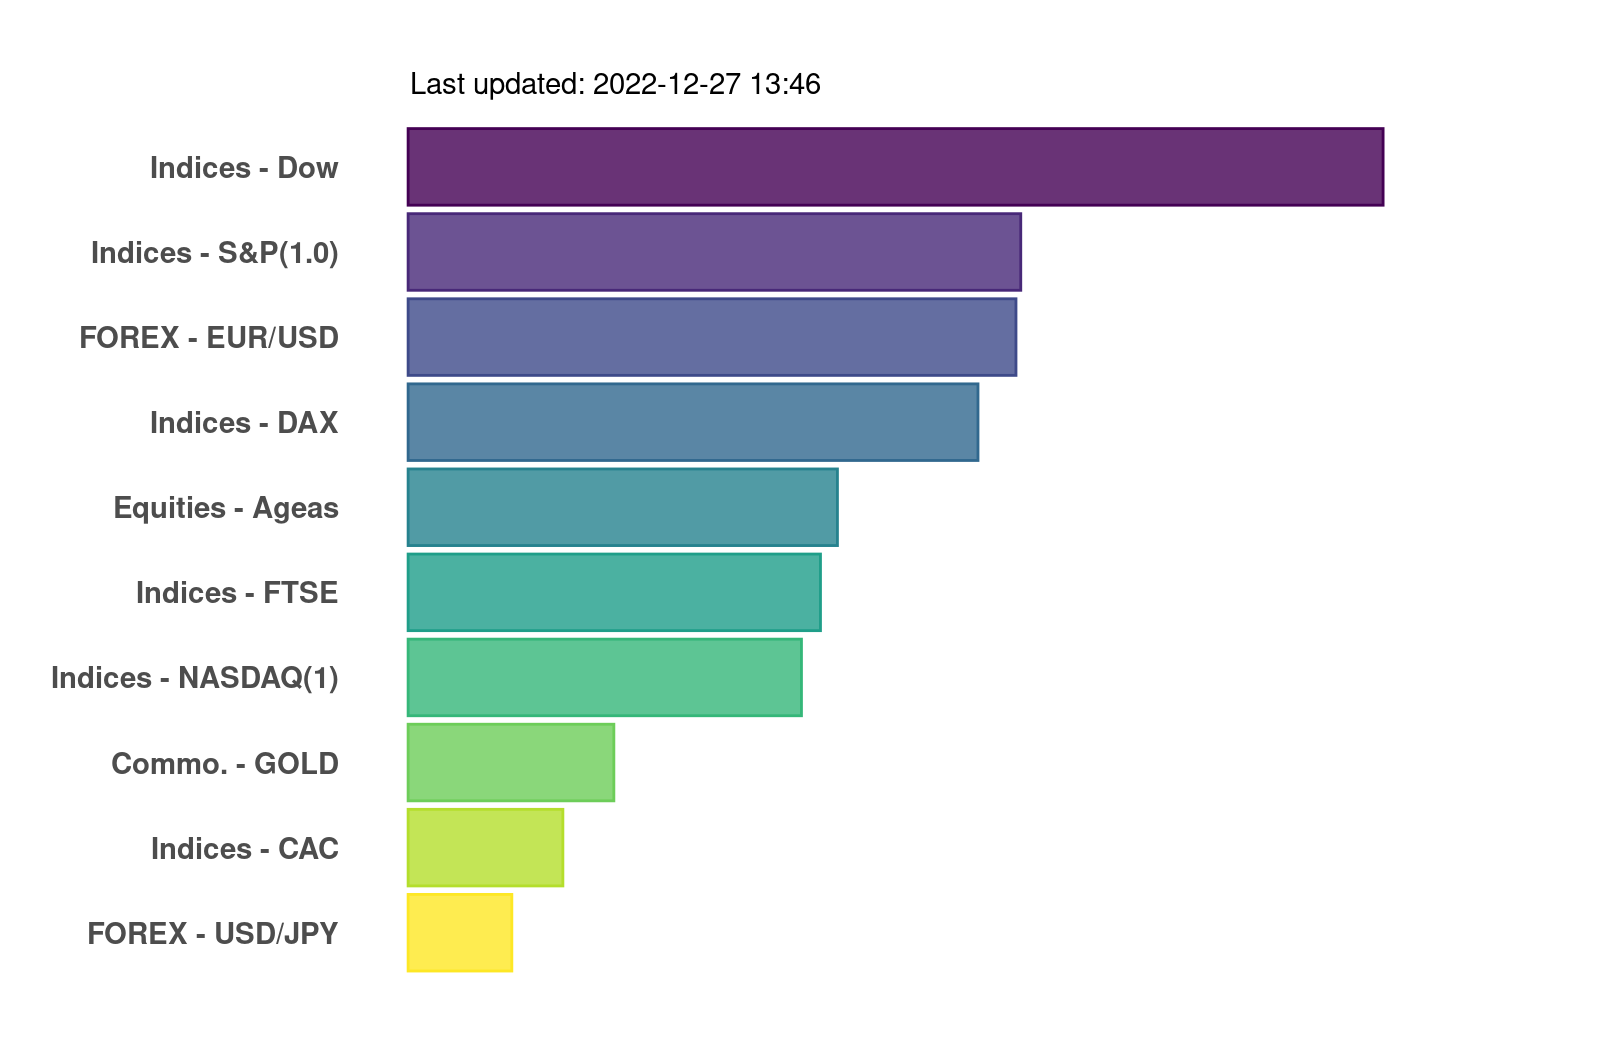 Last updated: 2022-12-27 13:46
Indices - Dow
Indices - S&P(1.0)
FOREX - EUR/USD
Indices - DAX
Equities - Ageas
Indices - FTSE
Indices - NASDAQ(1)
Commo. - GOLD
Indices - CAC
FOREX - USD/JPY